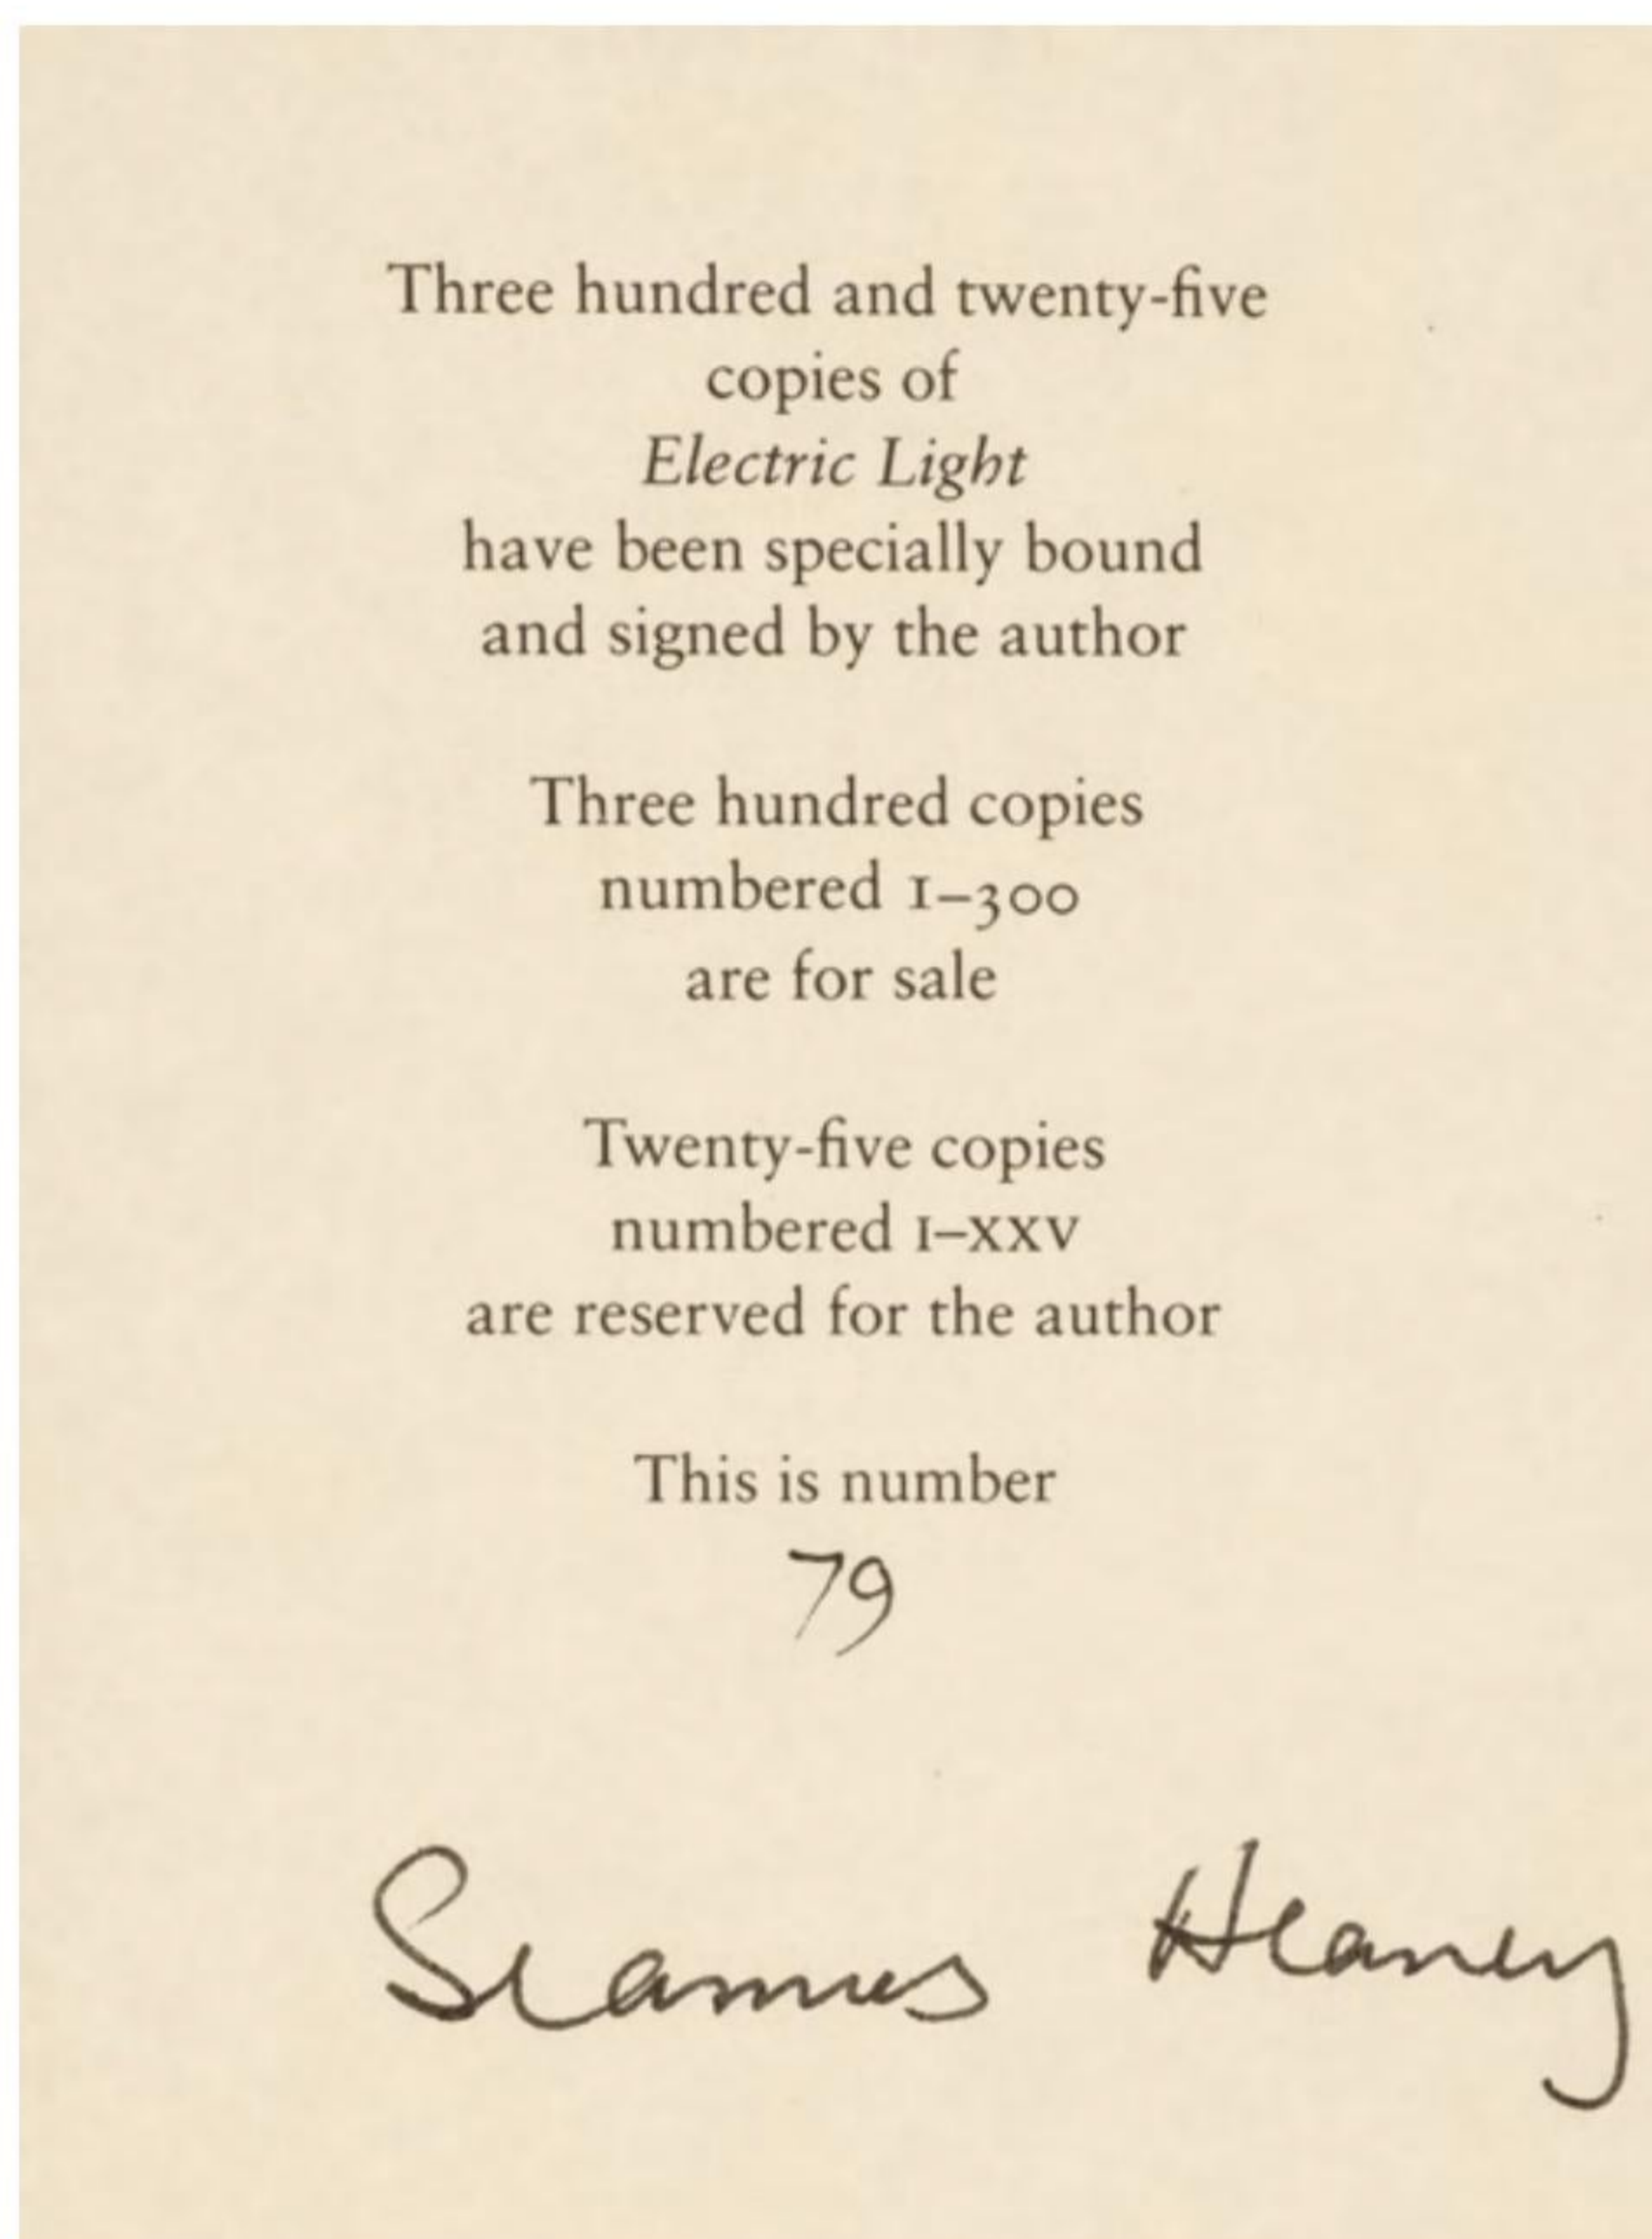 Three hundred and twenty-five
copies of
Electric Light
have been specially bound
and signed by the author
Three hundred copies
numbered 1–300
are for sale
Twenty-five copies
numbered I–XXV
are reserved for the author
This is number
79
Seamus Heaney